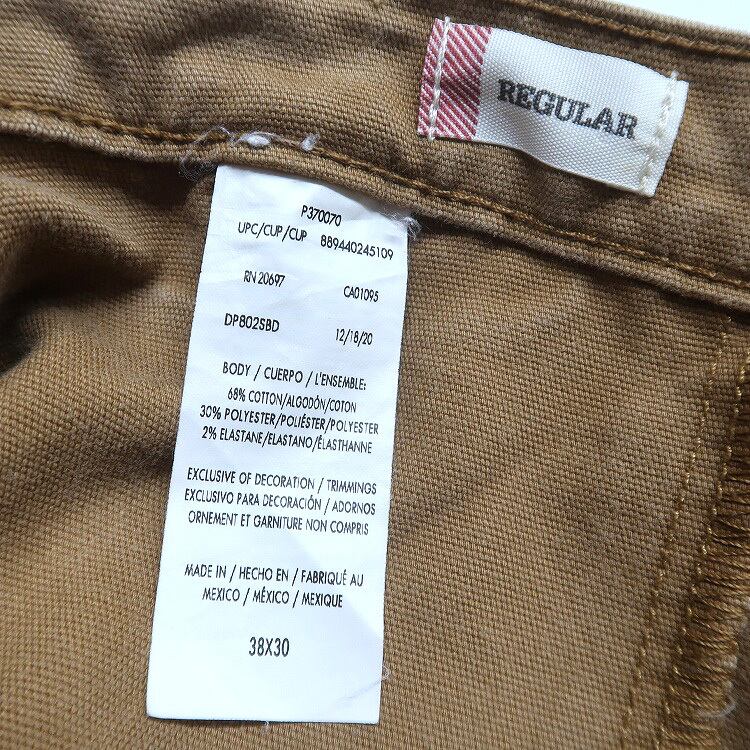 REGULAR
P370070
UPC/CUP/CUP 889440245109
RN 20697 CA01095
DP802SBD 12/18/20
BODY / CUERPO / L'ENSEMBLE:
68% COTTON/ALGODÓN/COTON
30% POLYESTER/POLIÉSTER/POLYESTER
2% ELASTANE/ELASTANO/ÉLASTHANNE
EXCLUSIVE OF DECORATION / TRIMMINGS
EXCLUSIVO PARA DECORACIÓN / ADORNOS
ORNEMENT ET GARNITURE NON COMPRIS
MADE IN / HECHO EN / FABRIQUÉ AU
MEXICO / MÉXICO / MEXIQUE
38X30